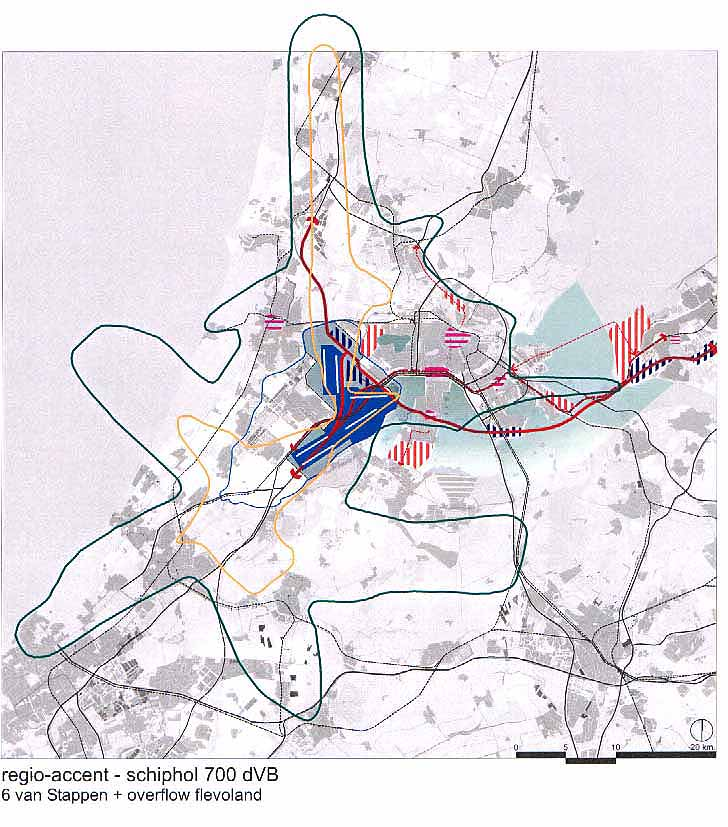 0 5 10 -20 km.
regio-accent - schiphol 700 dVB
6 van Stappen + overflow flevoland